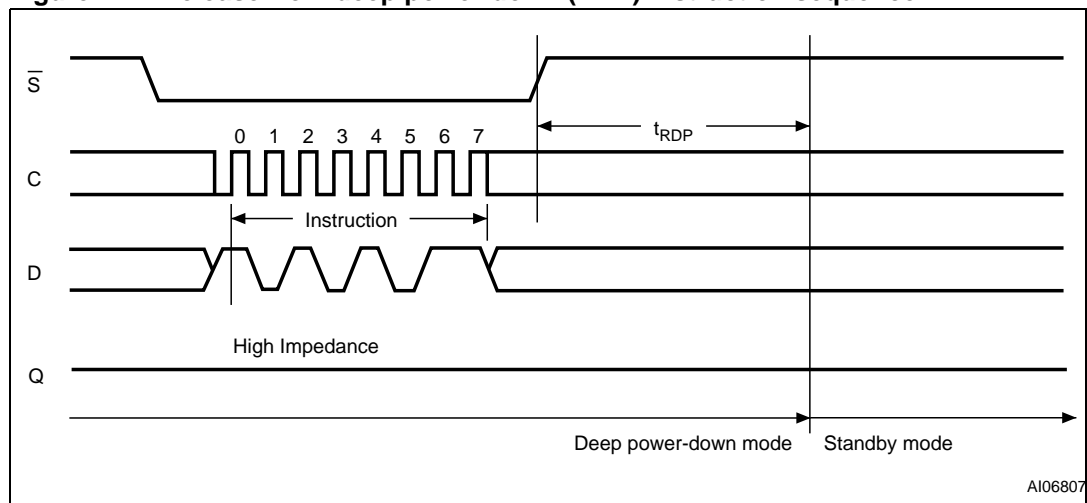 S
tRDP
0 1 2 3 4 5 6 7
C
Instruction
D
High Impedance
Q
Deep power-down mode Standby mode
AI06807